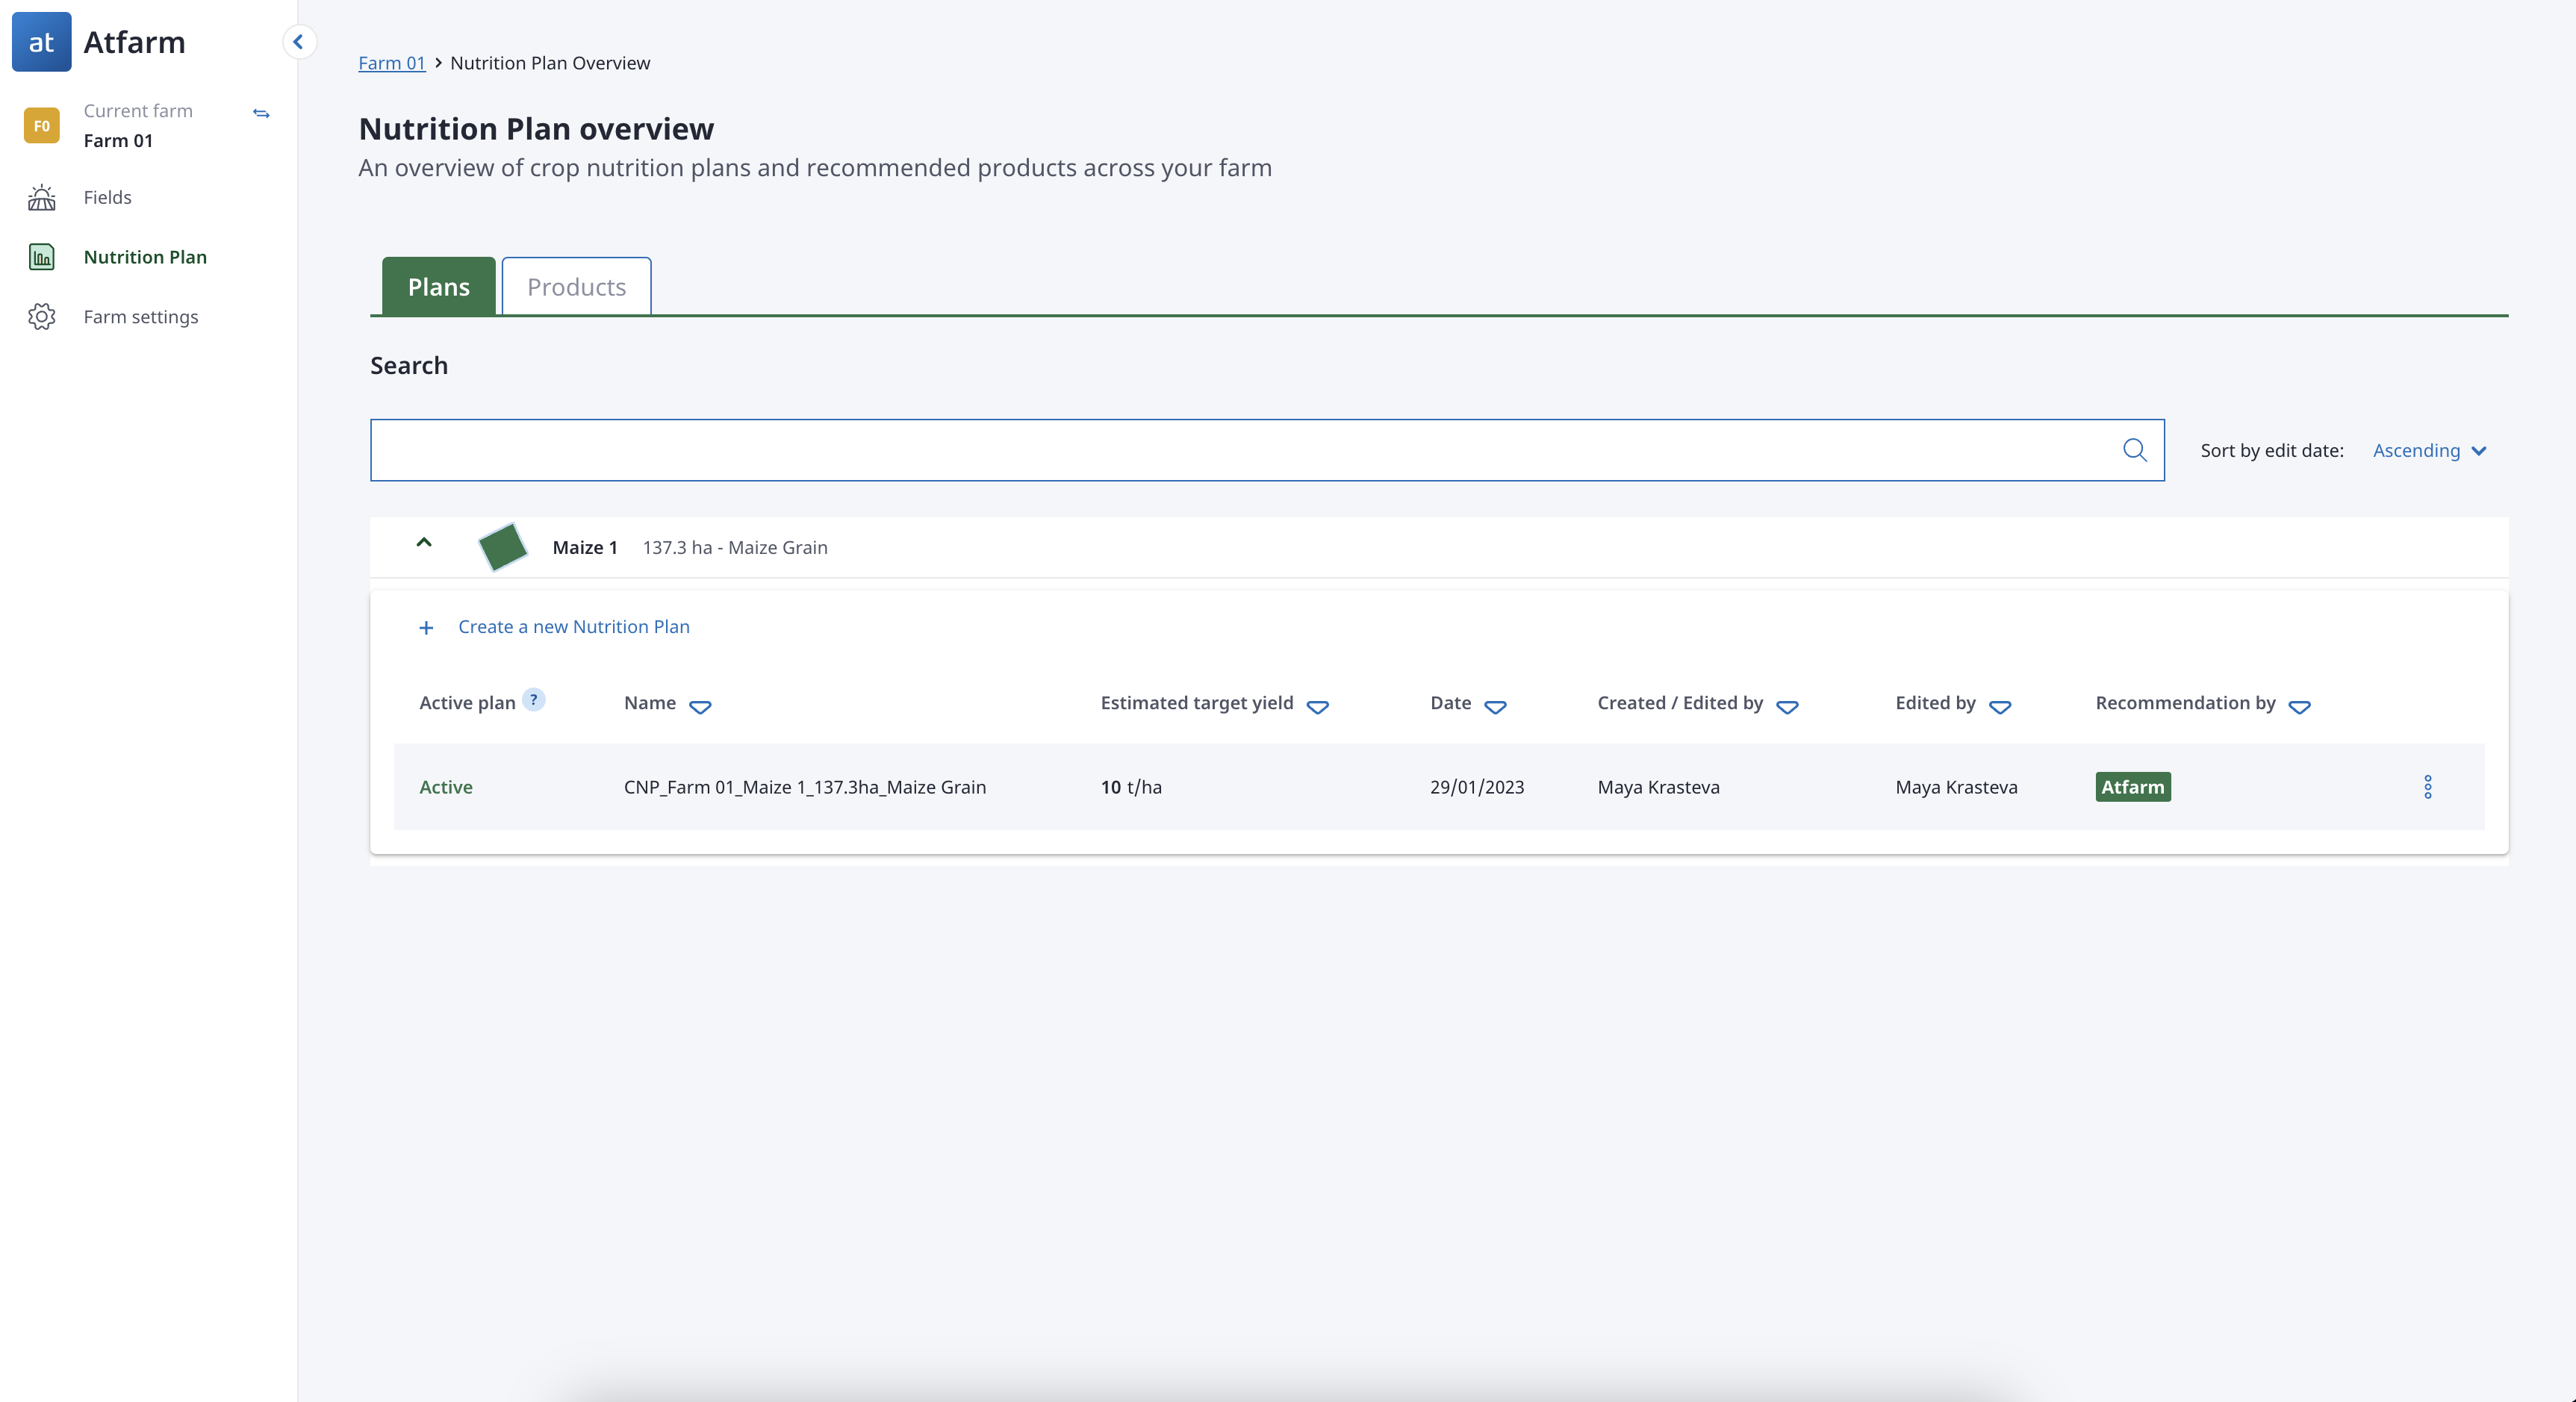 at Atfarm
Current farm
F0
Farm 01
Fields
Nutrition Plan
Farm settings
Farm 01 > Nutrition Plan Overview
Nutrition Plan overview
An overview of crop nutrition plans and recommended products across your farm
Plans Products
Search
Sort by edit date: Ascending
Maize 1 137.3 ha - Maize Grain
+ Create a new Nutrition Plan
Active plan ? Name Estimated target yield Date Created / Edited by Edited by Recommendation by
Active CNP_Farm 01_Maize 1_137.3ha_Maize Grain 10 t/ha 29/01/2023 Maya Krasteva Maya Krasteva Atfarm